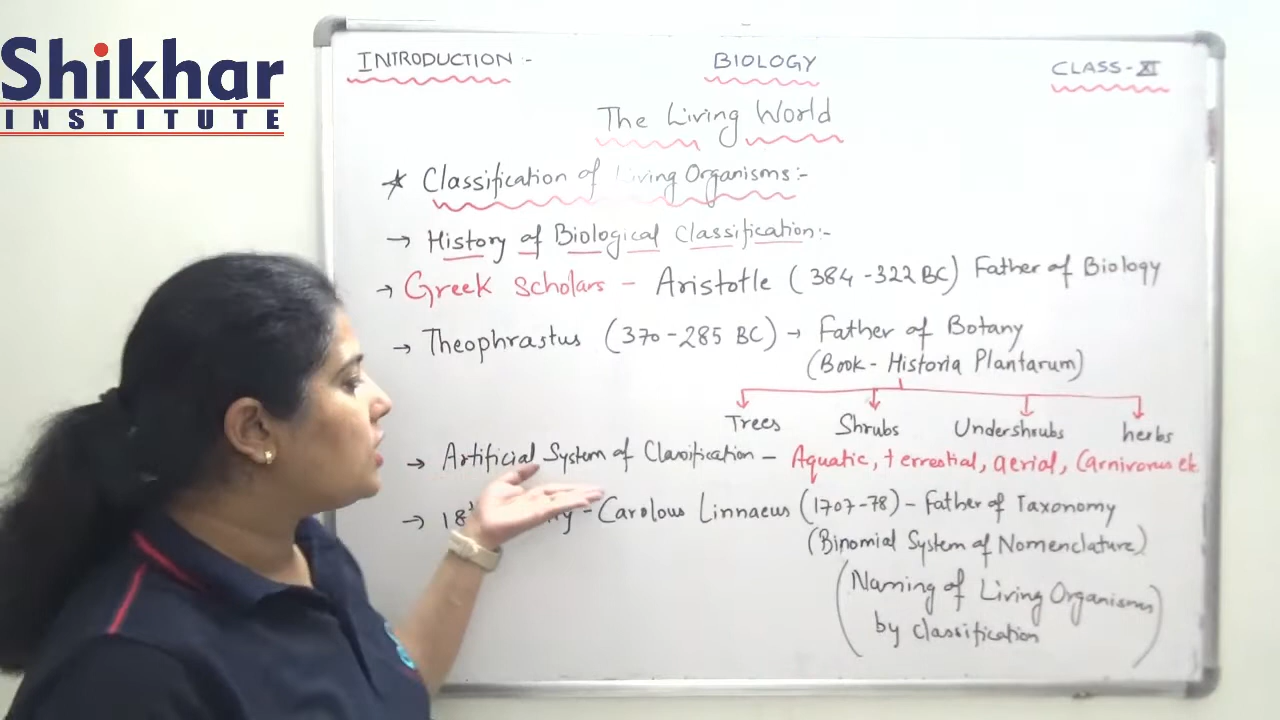 Shikhar
INSTITUTE
INTRODUCTION :- BIOLOGY CLASS-XI
The Living World
* Classification of Living Organisms:-
→ History of Biological Classification:-
→ Greek Scholars - Aristotle (384-322 BC) Father of Biology
→ Theophrastus (370-285 BC) → Father of Botany
(Book - Historia Plantarum)
Trees Shrubs Undershrubs herbs
→ Artificial System of Classification - Aquatic, terrestial, aerial, Carnivorus etc
→ 18 - Carolous Linnaeus (1707-78) - Father of Taxonomy
(Binomial System of Nomenclature)
(Naming of Living Organisms
by classification)